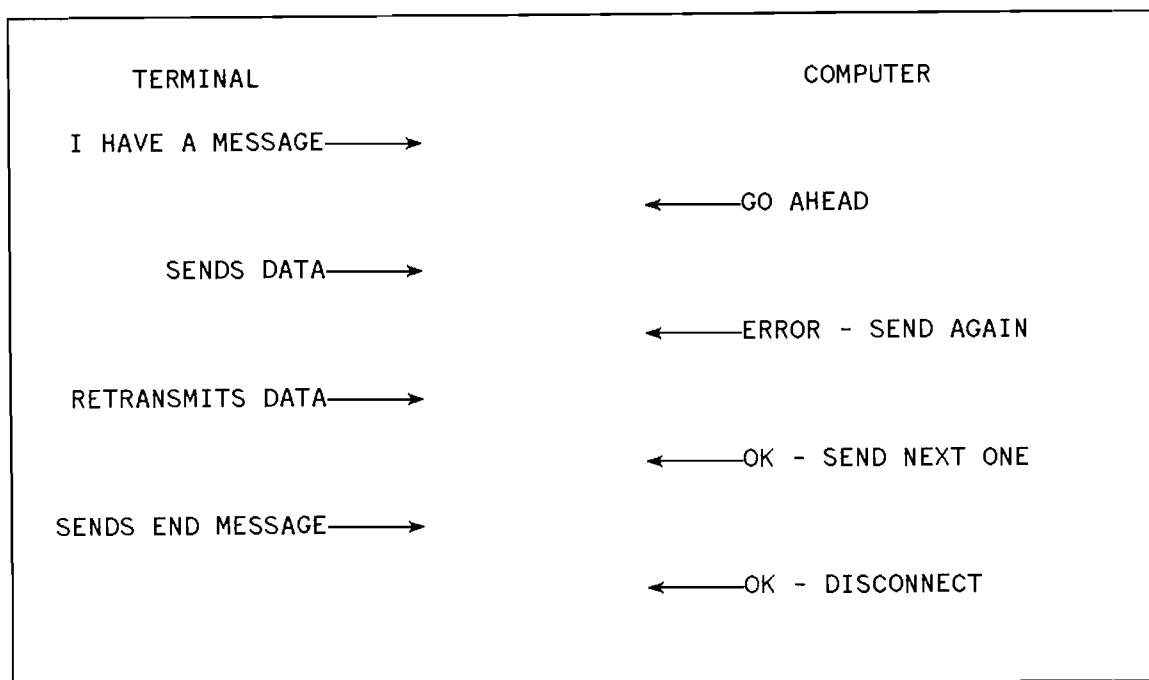 TERMINAL
COMPUTER
I HAVE A MESSAGE
GO AHEAD
SENDS DATA
ERROR - SEND AGAIN
RETRANSMITS DATA
OK - SEND NEXT ONE
SENDS END MESSAGE
OK - DISCONNECT